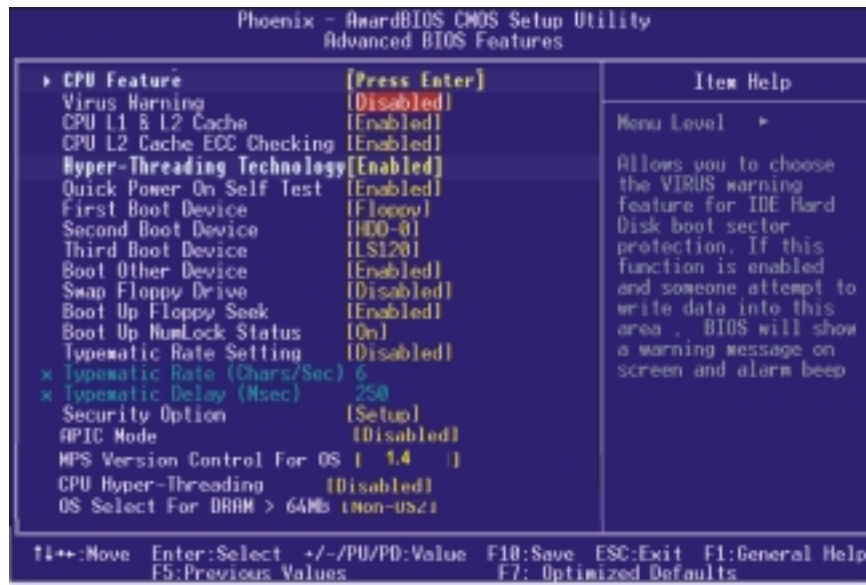 Phoenix - AwardBIOS CMOS Setup Utility
Advanced BIOS Features
CPU Feature [Press Enter]
Virus Warning [Disabled]
CPU L1 & L2 Cache [Enabled]
CPU L2 Cache ECC Checking [Enabled]
Hyper-Threading Technology[Enabled]
Quick Power On Self Test [Enabled]
First Boot Device [Floppy]
Second Boot Device [HDD-0]
Third Boot Device [LS120]
Boot Other Device [Enabled]
Swap Floppy Drive [Disabled]
Boot Up Floppy Seek [Enabled]
Boot Up NumLock Status [On]
Typematic Rate Setting [Disabled]
x Typematic Rate (Chars/Sec) 6
x Typematic Delay (Msec) 250
Security Option [Setup]
APIC Mode [Disabled]
MPS Version Control For OS [ 1.4 ]
CPU Hyper-Threading [Disabled]
OS Select For DRAM > 64Mb [Non-OS2]
Item Help
Menu Level
Allows you to choose
the VIRUS warning
feature for IDE Hard
Disk boot sector
protection. If this
function is enabled
and someone attempt to
write data into this
area , BIOS will show
a warning message on
screen and alarm beep
↑↓→←:Move Enter:Select +/-/PU/PD:Value F10:Save ESC:Exit F1:General Help
F5:Previous Values F7: Optimized Defaults